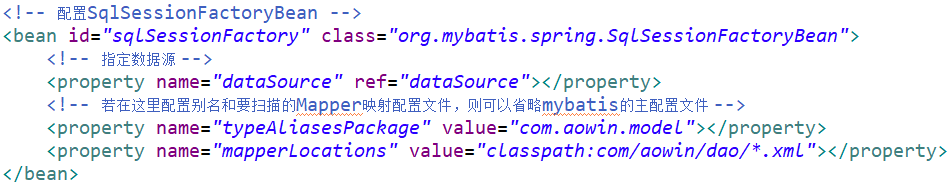 <!-- 配置SqlSessionFactoryBean -->
<bean id="sqlSessionFactory" class="org.mybatis.spring.SqlSessionFactoryBean">
<!-- 指定数据源 -->
<property name="dataSource" ref="dataSource"></property>
<!-- 若在这里配置别名和要扫描的Mapper映射配置文件，则可以省略mybatis的主配置文件 -->
<property name="typeAliasesPackage" value="com.aowin.model"></property>
<property name="mapperLocations" value="classpath:com/aowin/dao/*.xml"></property>
</bean>